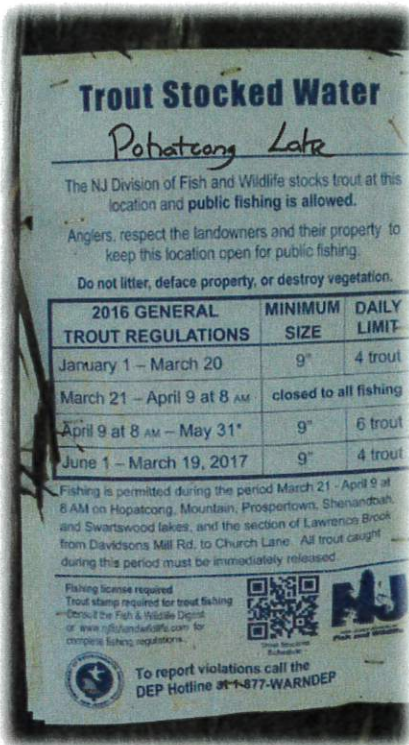 Trout Stocked Water
Pohatcong Lake
The NJ Division of Fish and Wildlife stocks trout at this
location and public fishing is allowed.
Anglers, respect the landowners and their property to
keep this location open for public fishing.
Do not litter, deface property, or destroy vegetation.
2016 GENERAL TROUT REGULATIONS MINIMUM SIZE DAILY LIMIT
January 1 – March 20 9" 4 trout
March 21 – April 9 at 8 AM closed to all fishing
April 9 at 8 AM – May 31* 9" 6 trout
June 1 – March 19, 2017 9" 4 trout
Fishing is permitted during the period March 21 - April 9 at
8 AM on Hopatcong, Mountain, Prospertown, Shenandoah,
and Swartswood lakes, and the section of Lawrence Brook
from Davidsons Mill Rd. to Church Lane. All trout caught
during this period must be immediately released.
Fishing license required
Trout stamp required for trout fishing
Consult the Fish & Wildlife Digest
or www.njfishandwildlife.com for
complete fishing regulations.
Trout Stocking
Schedule
NJ
Fish and Wildlife
To report violations call the
DEP Hotline at 1-877-WARNDEP